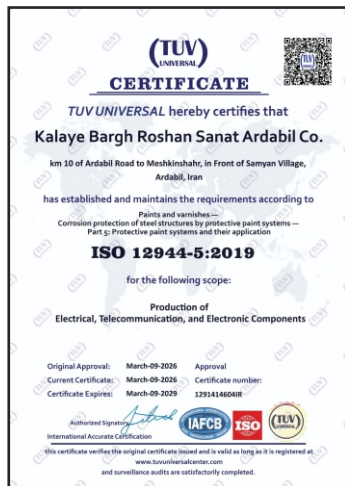 (TUV)
UNIVERSAL
CERTIFICATE
TUV UNIVERSAL hereby certifies that
Kalaye Bargh Roshan Sanat Ardabil Co.
km 10 of Ardabil Road to Meshkinshahr, in Front of Samyan Village,
Ardabil, Iran
has established and maintains the requirements according to
Paints and varnishes —
Corrosion protection of steel structures by protective paint systems —
Part 5: Protective paint systems and their application
ISO 12944-5:2019
for the following scope:
Production of
Electrical, Telecommunication, and Electronic Components
Original Approval: March-09-2026 Approval
Current Certificate: March-09-2026 Certificate number:
Certificate Expires: March-09-2029 1291414604IR
Authorized Signatory
International Accurate Certification
IAFCB
ISO
(TUV)
this certificate verifies the original certificate issued and is valid as long as it is registered at
www.tuvuniversalcenter.com
and surveillance audits are satisfactorily completed.